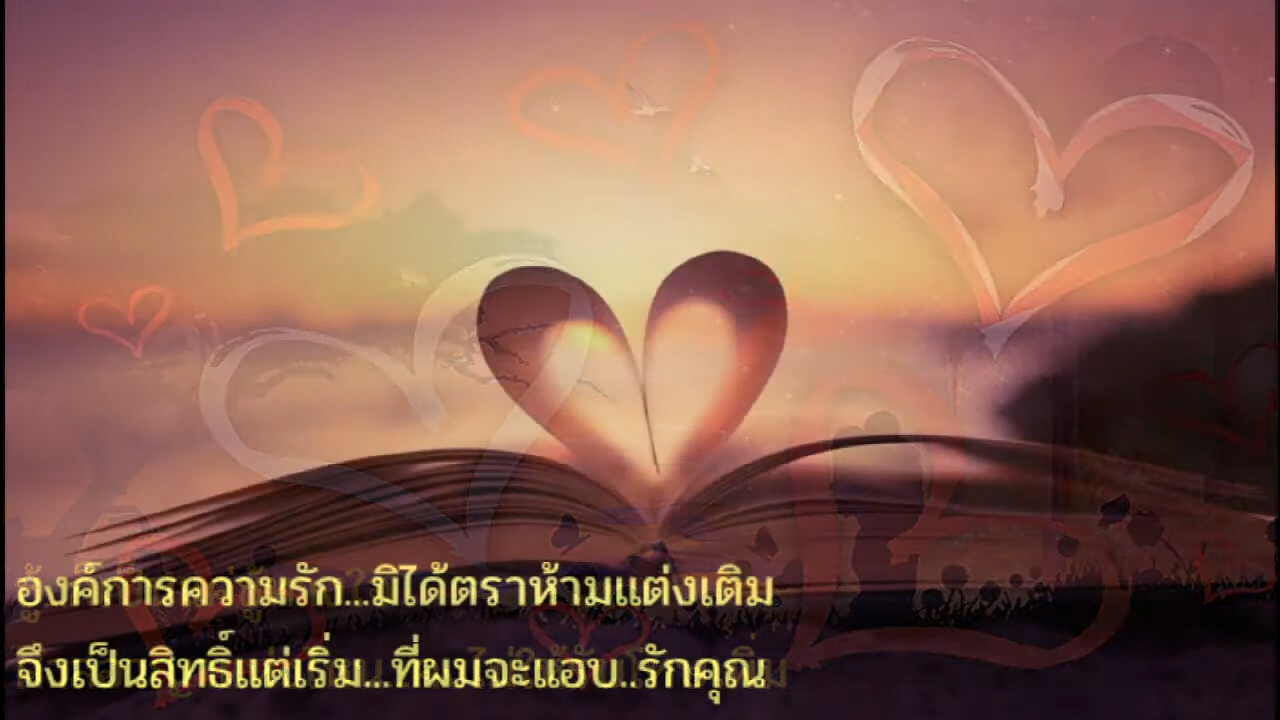 องค์การความรัก...มิได้ตราห้ามแต่งเติม
จึงเป็นสิทธิ์แต่เริ่ม...ที่ผมจะแอบ..รักคุณ